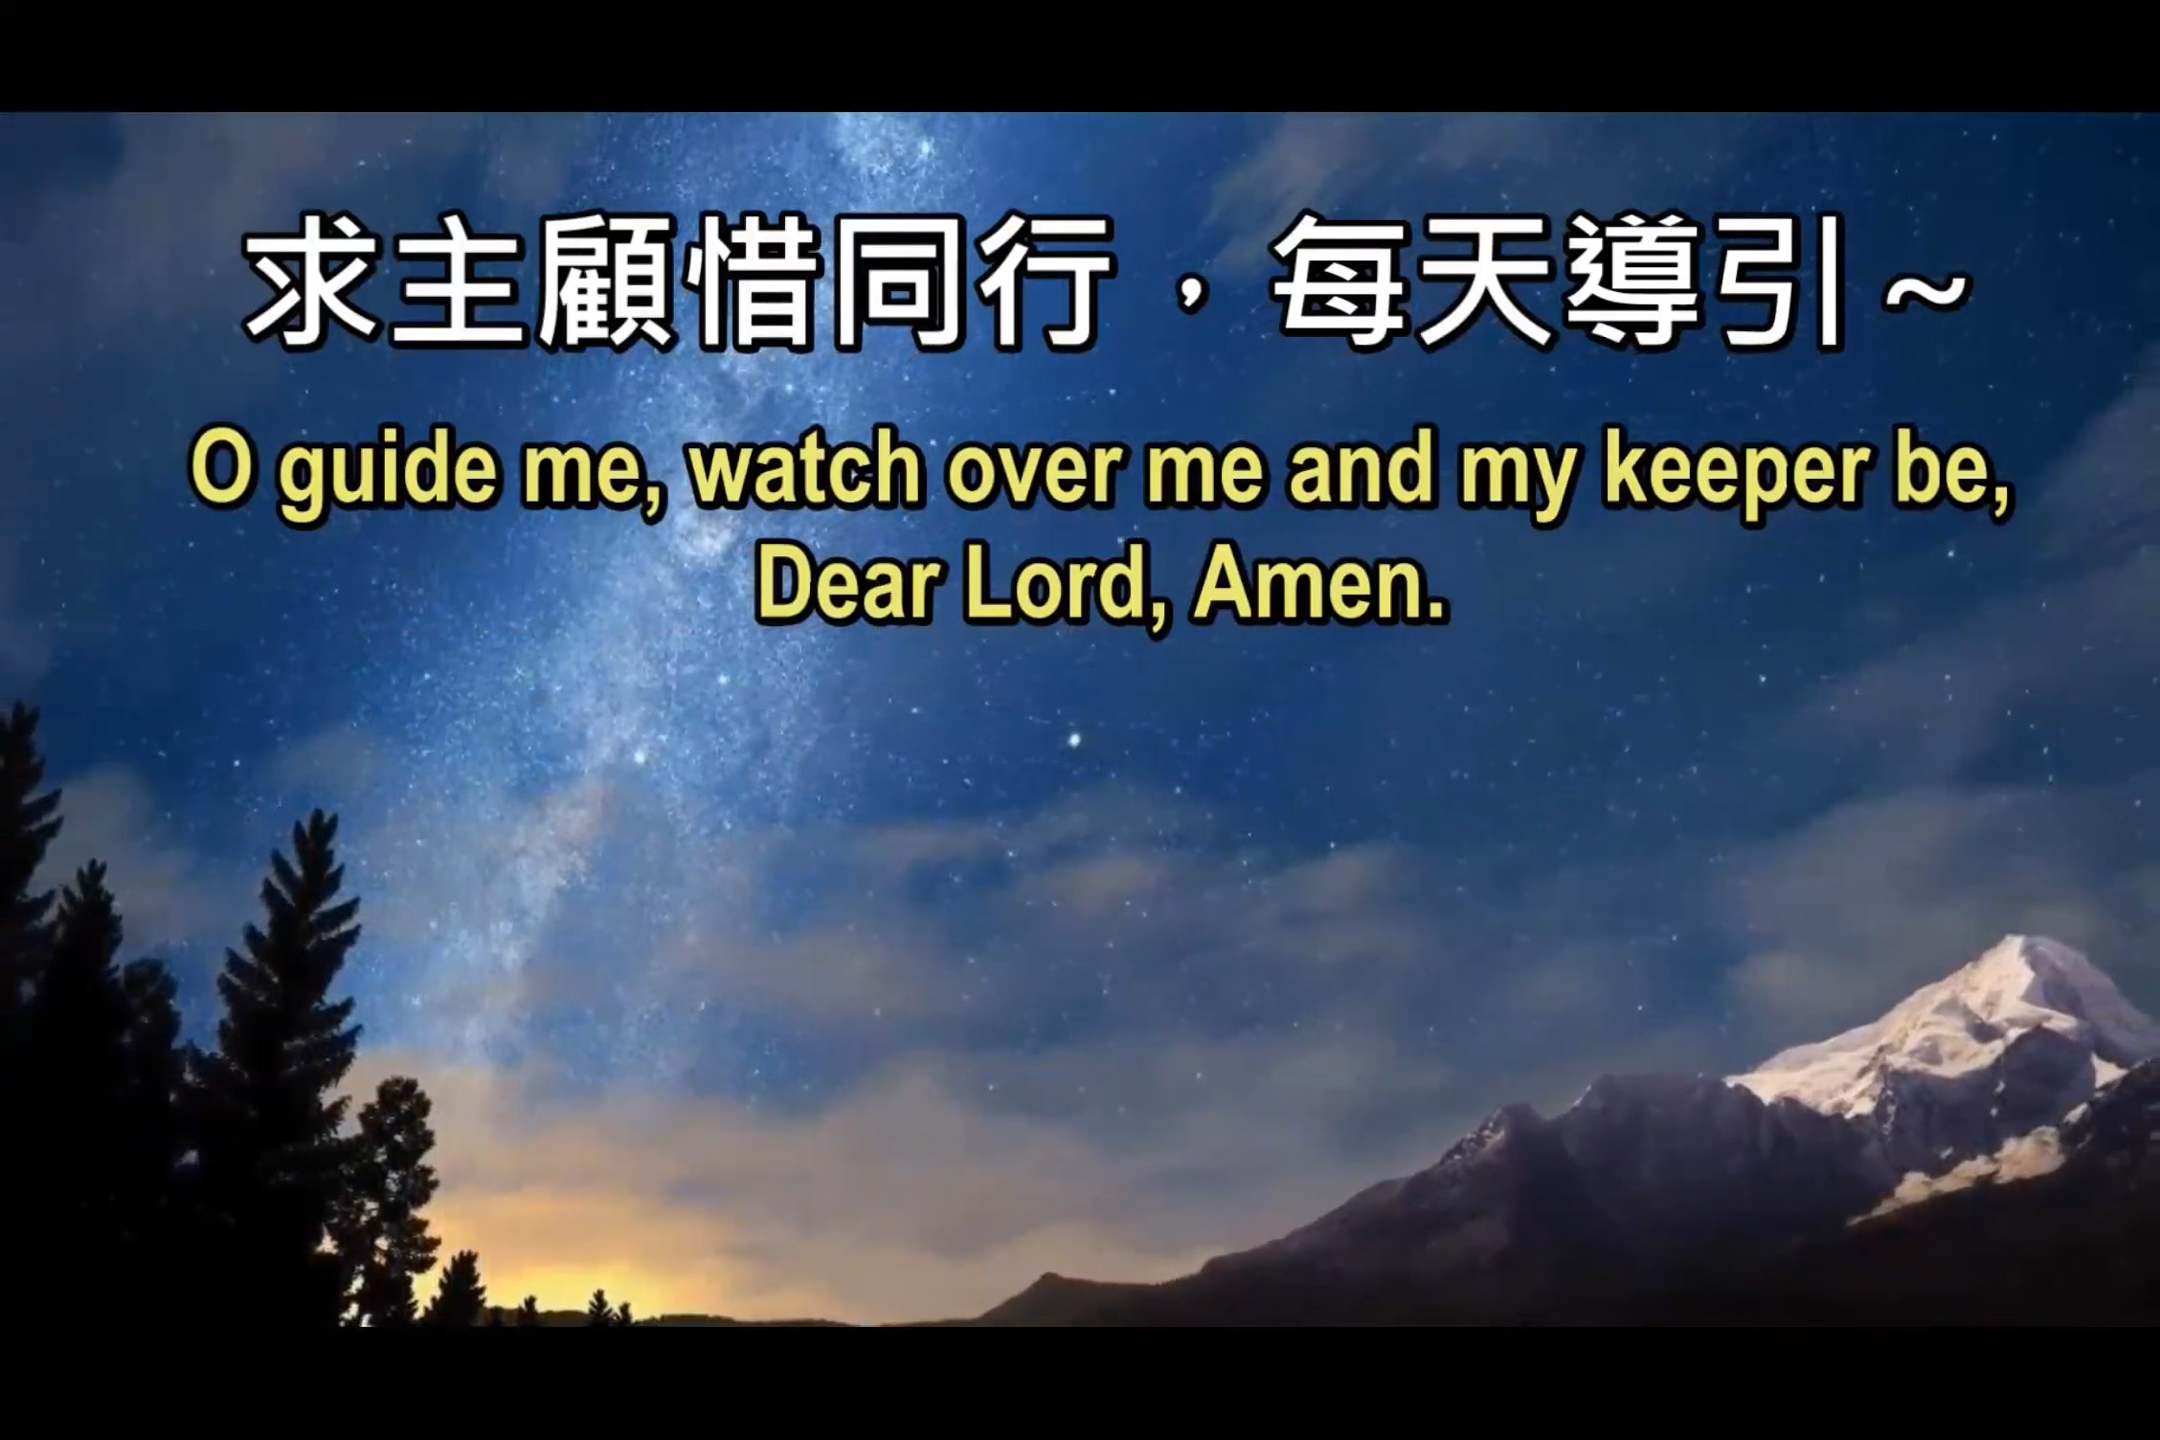 求主顧惜同行，每天導引~
O guide me, watch over me and my keeper be,
Dear Lord, Amen.